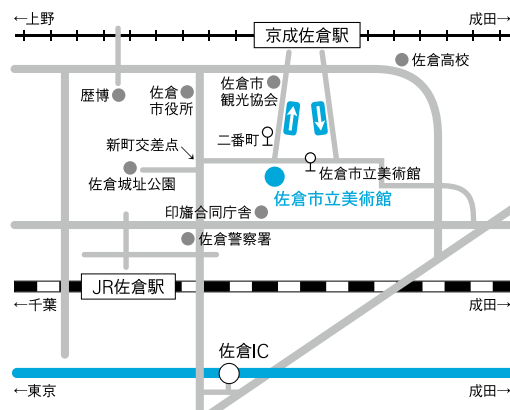 ←上野
成田→
京成佐倉駅
佐倉高校
歴博
佐倉
市役所
佐倉市
観光協会
二番町
新町交差点
佐倉城址公園
佐倉市立美術館
佐倉市立美術館
印旛合同庁舎
佐倉警察署
JR佐倉駅
←千葉
成田→
佐倉IC
←東京
成田→